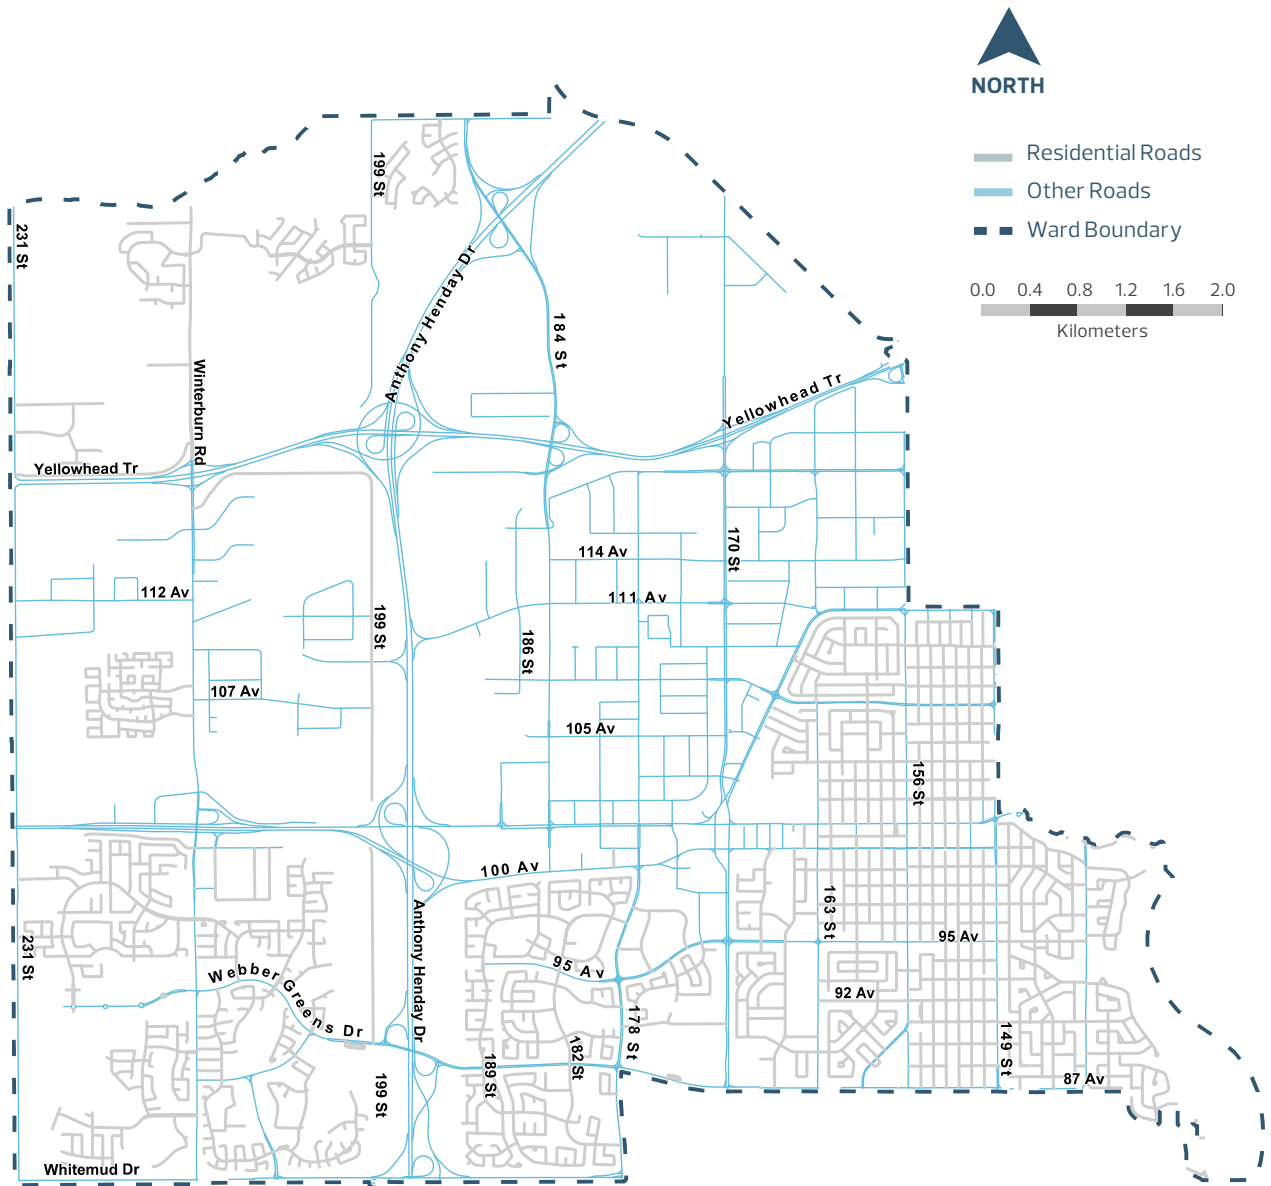 NORTH
Residential Roads
Other Roads
Ward Boundary
0.0 0.4 0.8 1.2 1.6 2.0
Kilometers
199 St
231 St
Anthony Henday Dr
184 St
Winterburn Rd
Yellowhead Tr
Yellowhead Tr
170 St
114 Av
112 Av
111 Av
199 St
186 St
107 Av
105 Av
156 St
100 Av
163 St
231 St
Anthony Henday Dr
95 Av
95 Av
Webber Greens Dr
92 Av
178 St
182 St
149 St
189 St
199 St
87 Av
Whitemud Dr